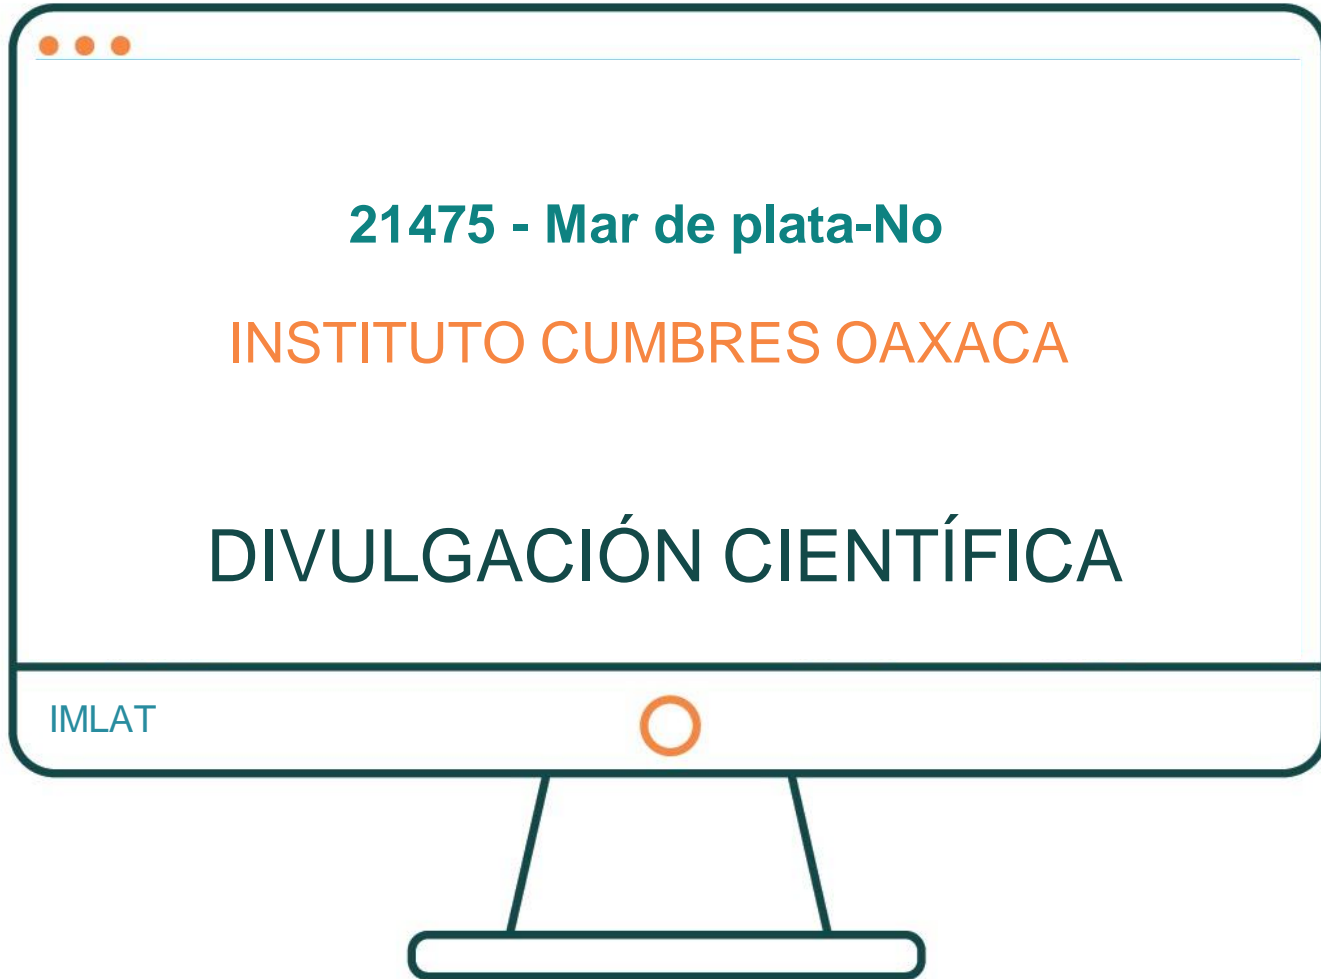 21475 - Mar de plata-No
INSTITUTO CUMBRES OAXACA
DIVULGACIÓN CIENTÍFICA
IMLAT